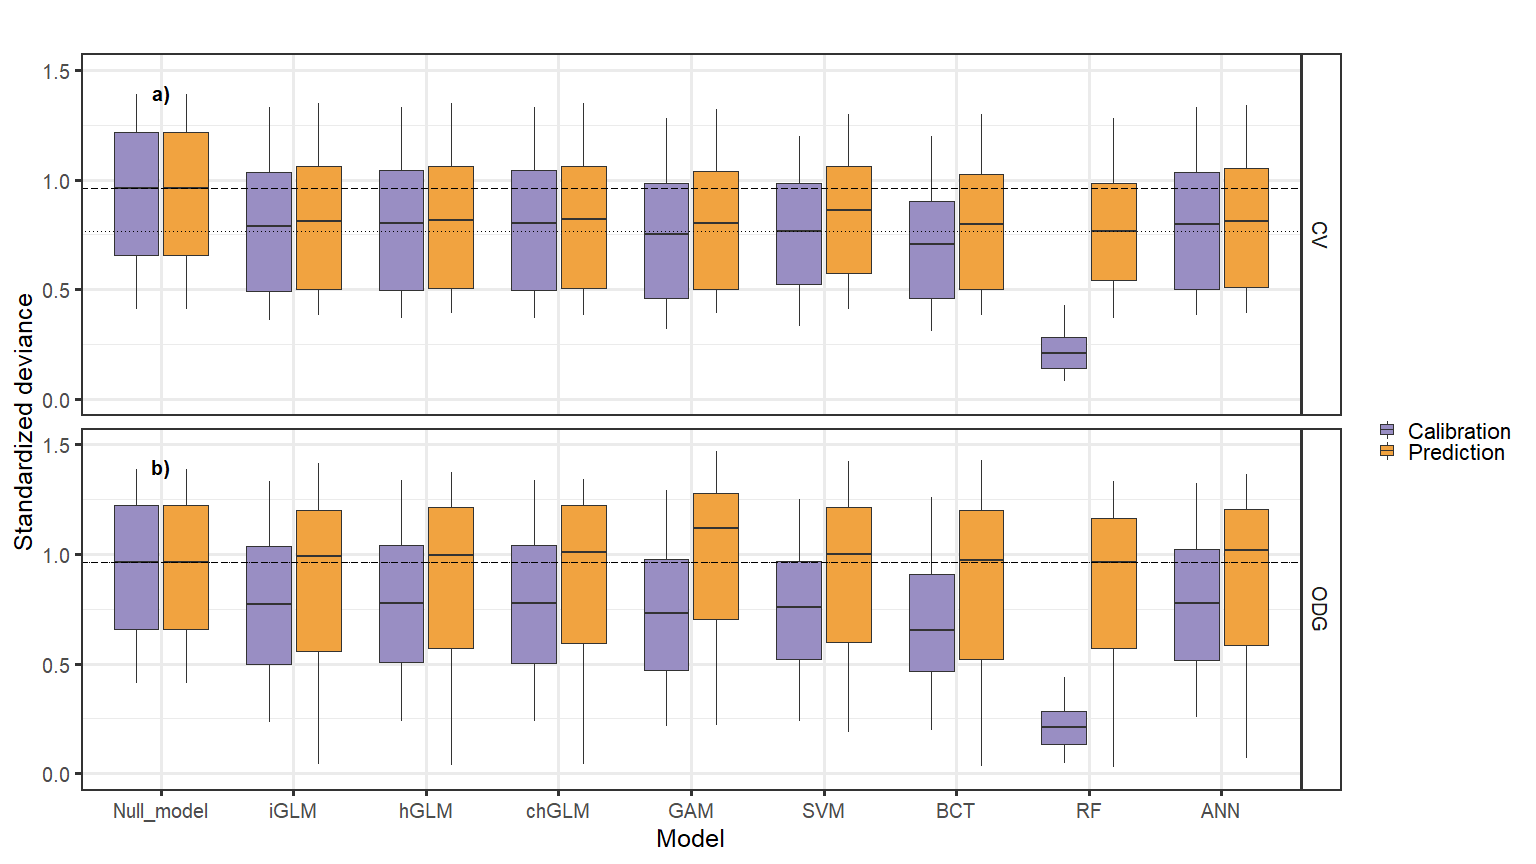 Standardized deviance
1.5
1.0
0.5
0.0
a)
CV
1.5
1.0
0.5
0.0
b)
ODG
Null_model iGLM hGLM chGLM GAM SVM BCT RF ANN
Model
Calibration
Prediction